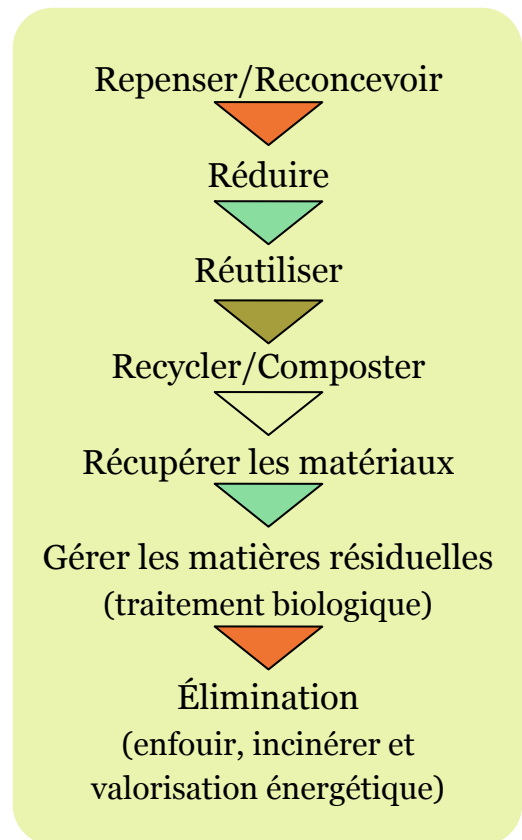 Repenser/Reconcevoir
Réduire
Réutiliser
Recycler/Composter
Récupérer les matériaux
Gérer les matières résiduelles
(traitement biologique)
Élimination
(enfouir, incinérer et
valorisation énergétique)